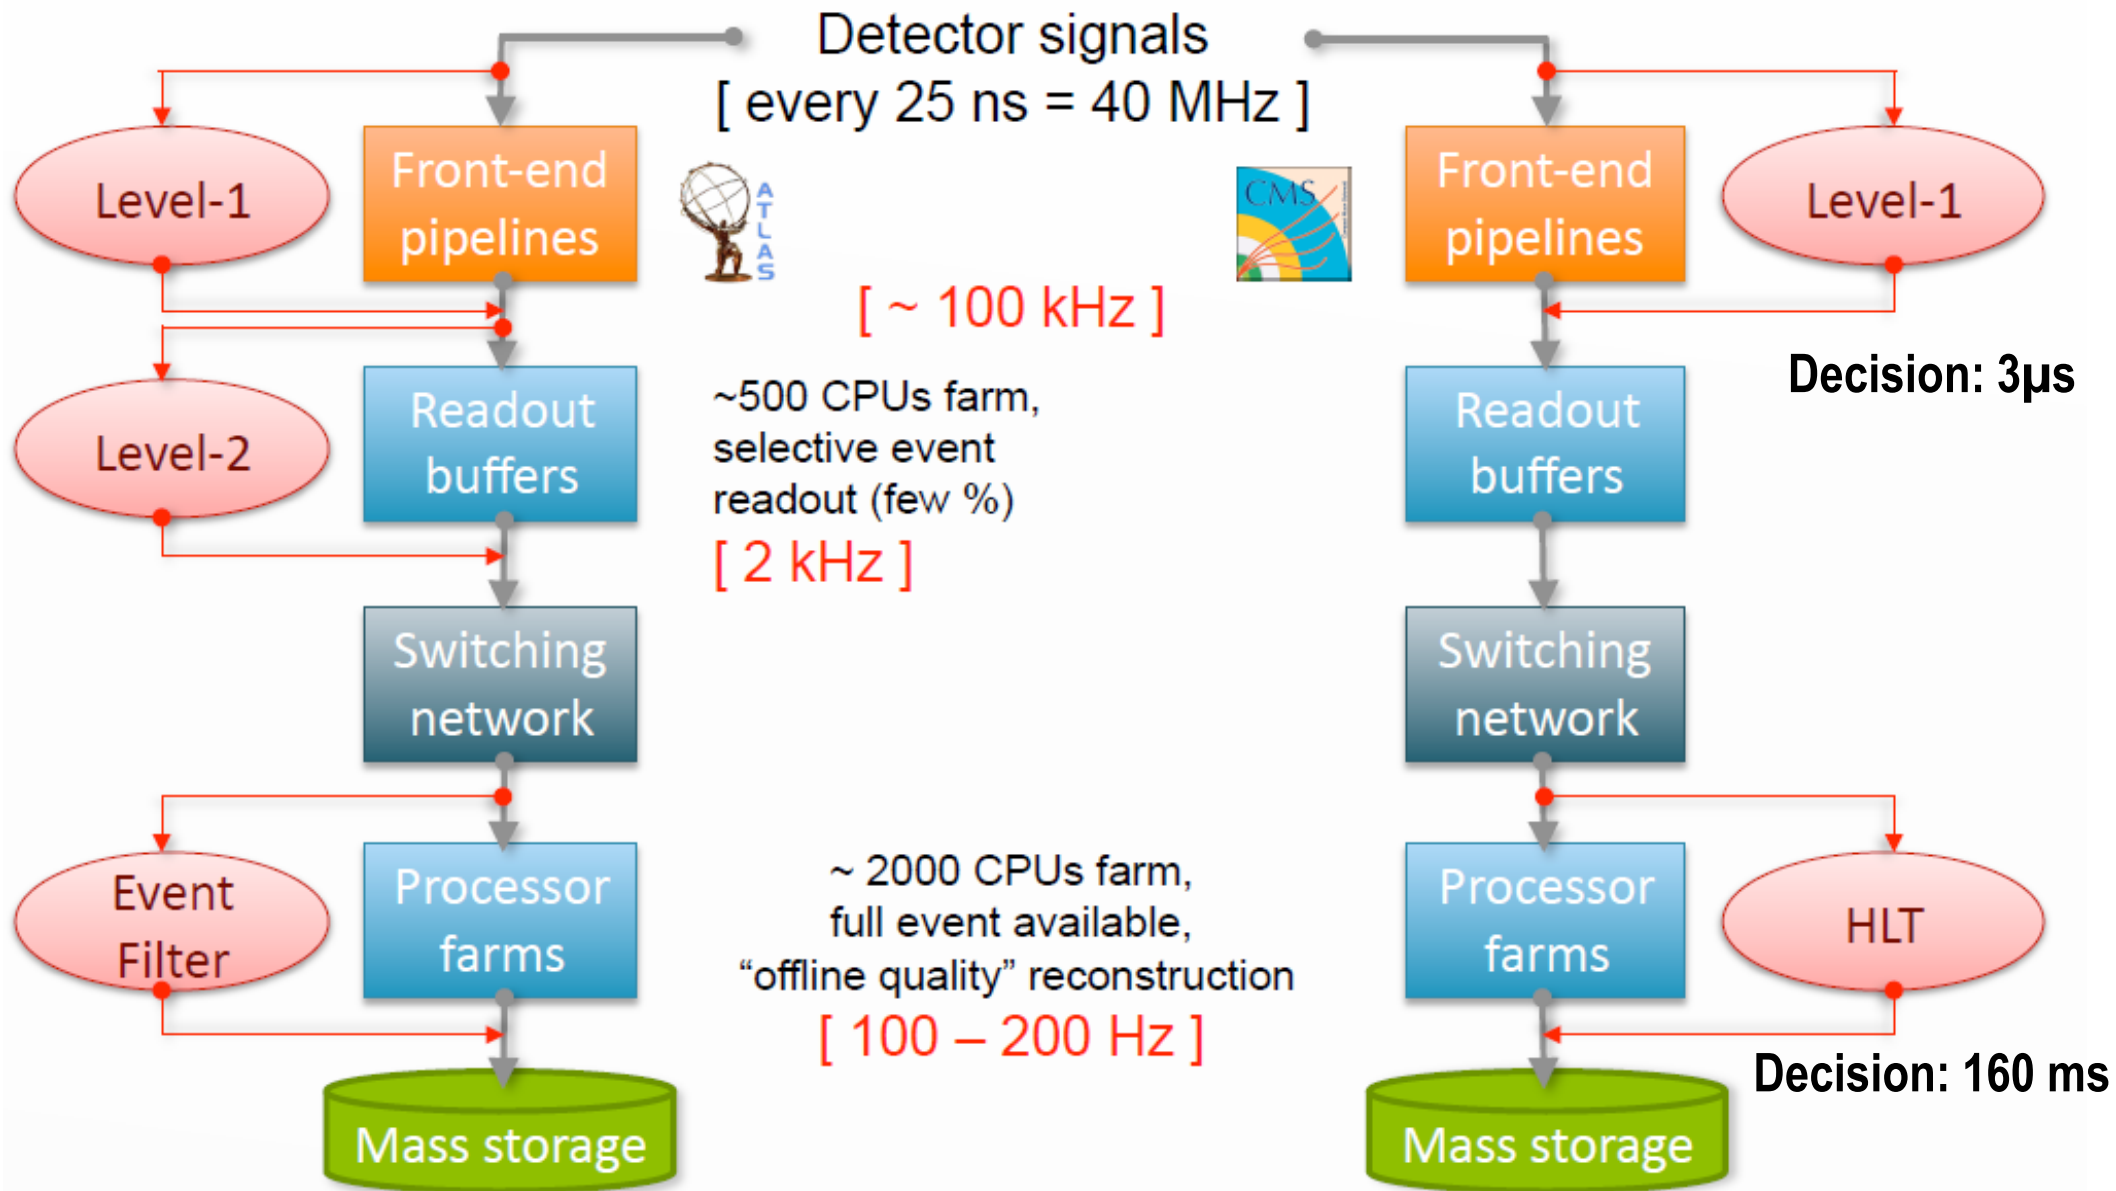 Detector signals
[ every 25 ns = 40 MHz ]
Level-1
Front-end
pipelines
ATLAS
CMS
Front-end
pipelines
Level-1
[ ~ 100 kHz ]
Decision: 3µs
Level-2
Readout
buffers
~500 CPUs farm,
selective event
readout (few %)
[ 2 kHz ]
Readout
buffers
Switching
network
Switching
network
Event
Filter
Processor
farms
~ 2000 CPUs farm,
full event available,
“offline quality” reconstruction
[ 100 – 200 Hz ]
Processor
farms
HLT
Decision: 160 ms
Mass storage
Mass storage